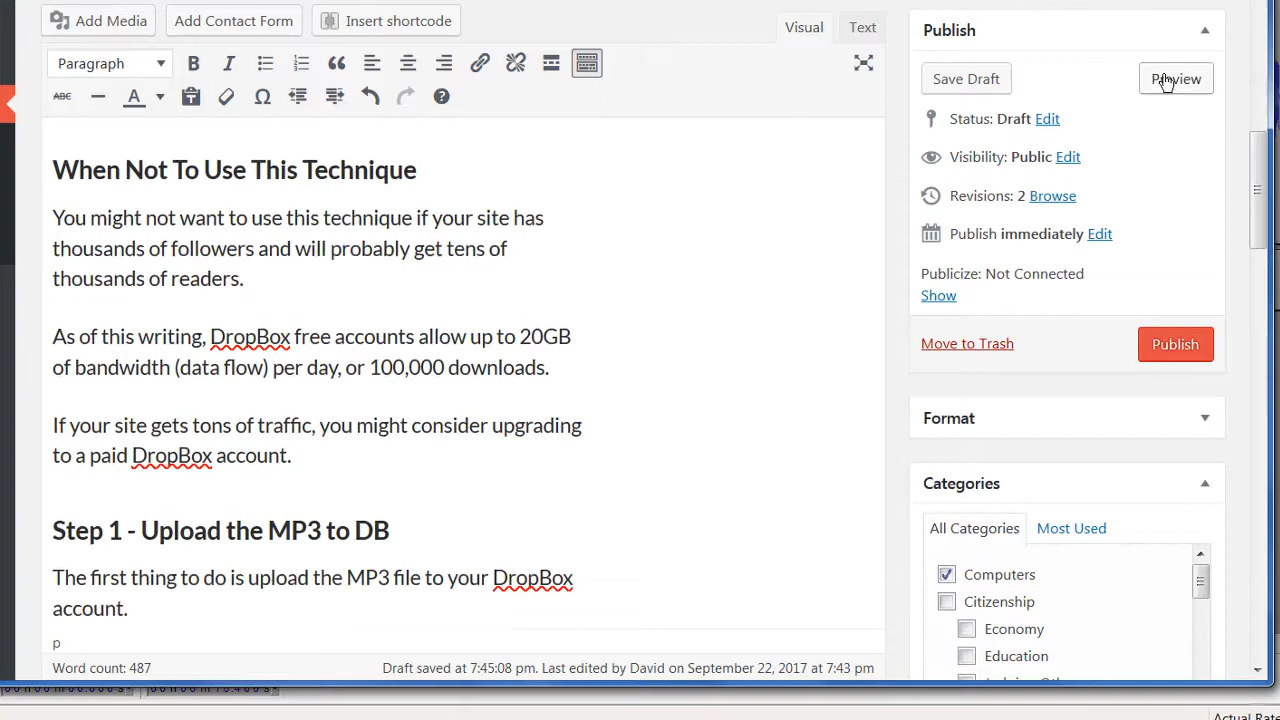 Add Media
Add Contact Form
Insert shortcode
Visual
Text
Paragraph
B
I
ABC
A
When Not To Use This Technique
You might not want to use this technique if your site has
thousands of followers and will probably get tens of
thousands of readers.
As of this writing, DropBox free accounts allow up to 20GB
of bandwidth (data flow) per day, or 100,000 downloads.
If your site gets tons of traffic, you might consider upgrading
to a paid DropBox account.
Step 1 - Upload the MP3 to DB
The first thing to do is upload the MP3 file to your DropBox
account.
p
Word count: 487
Draft saved at 7:45:08 pm. Last edited by David on September 22, 2017 at 7:43 pm
Publish
Save Draft
Preview
Status: Draft Edit
Visibility: Public Edit
Revisions: 2 Browse
Publish immediately Edit
Publicize: Not Connected
Show
Move to Trash
Publish
Format
Categories
All Categories
Most Used
Computers
Citizenship
Economy
Education
Actual Rate